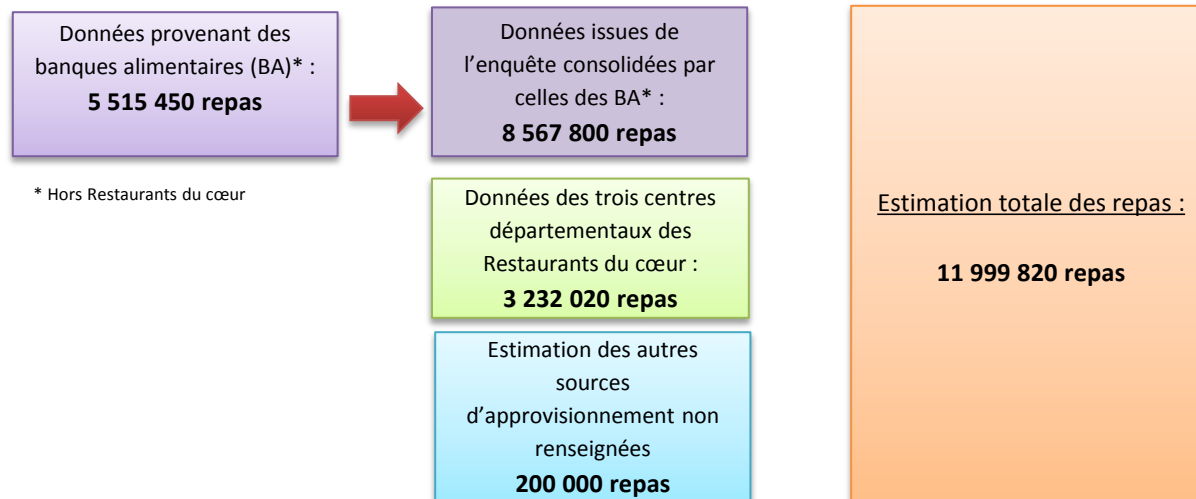 Données provenant des
banques alimentaires (BA)* :
5 515 450 repas
* Hors Restaurants du cœur
Données issues de
l’enquête consolidées par
celles des BA* :
8 567 800 repas
Données des trois centres
départementaux des
Restaurants du cœur :
3 232 020 repas
Estimation des autres
sources
d’approvisionnement non
renseignées
200 000 repas
Estimation totale des repas :
11 999 820 repas